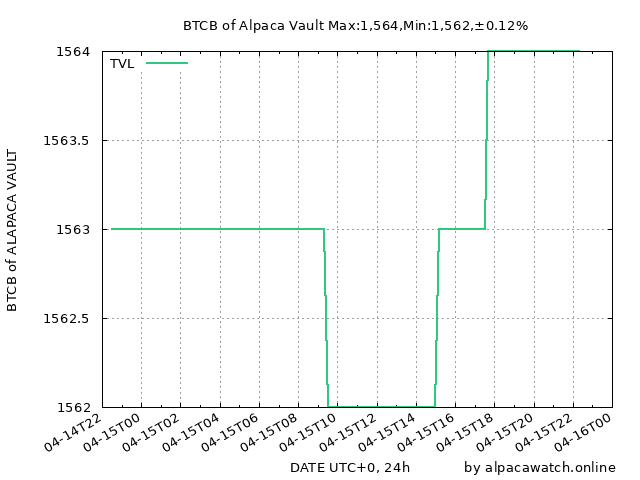 BTCB of Alpaca Vault Max:1,564,Min:1,562,±0.12%
TVL
1564
1563.5
1563
1562.5
1562
BTCB of ALAPACA VAULT
04-14T22
04-15T00
04-15T02
04-15T04
04-15T06
04-15T08
04-15T10
04-15T12
04-15T14
04-15T16
04-15T18
04-15T20
04-15T22
04-16T00
DATE UTC+0, 24h
by alpacawatch.online